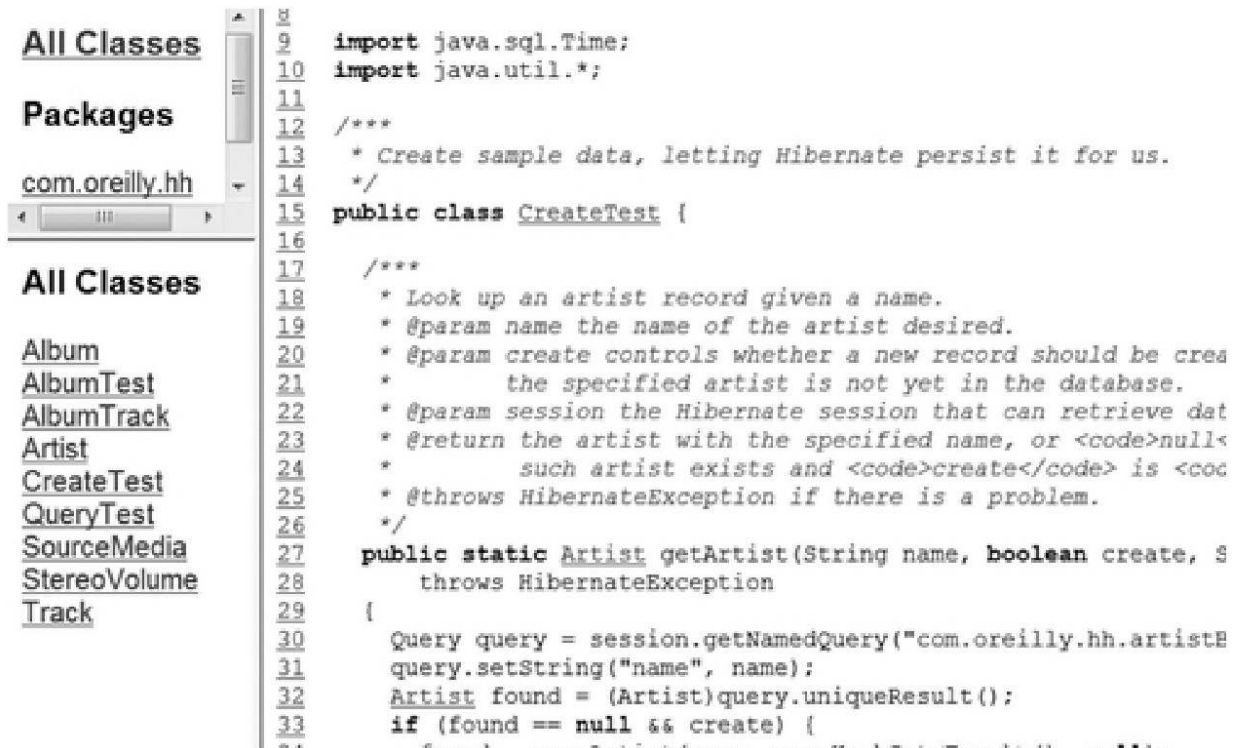 All Classes
Packages
com.oreilly.hh
All Classes
Album
AlbumTest
AlbumTrack
Artist
CreateTest
QueryTest
SourceMedia
StereoVolume
Track
8
9 import java.sql.Time;
10 import java.util.*;
11
12 /***
13 * Create sample data, letting Hibernate persist it for us.
14 */
15 public class CreateTest {
16
17 /***
18 * Look up an artist record given a name.
19 * @param name the name of the artist desired.
20 * @param create controls whether a new record should be crea
21 * the specified artist is not yet in the database.
22 * @param session the Hibernate session that can retrieve dat
23 * @return the artist with the specified name, or <code>null<
24 * such artist exists and <code>create</code> is <coc
25 * @throws HibernateException if there is a problem.
26 */
27 public static Artist getArtist(String name, boolean create, S
28 throws HibernateException
29 {
30 Query query = session.getNamedQuery("com.oreilly.hh.artistB
31 query.setString("name", name);
32 Artist found = (Artist)query.uniqueResult();
33 if (found == null && create) {